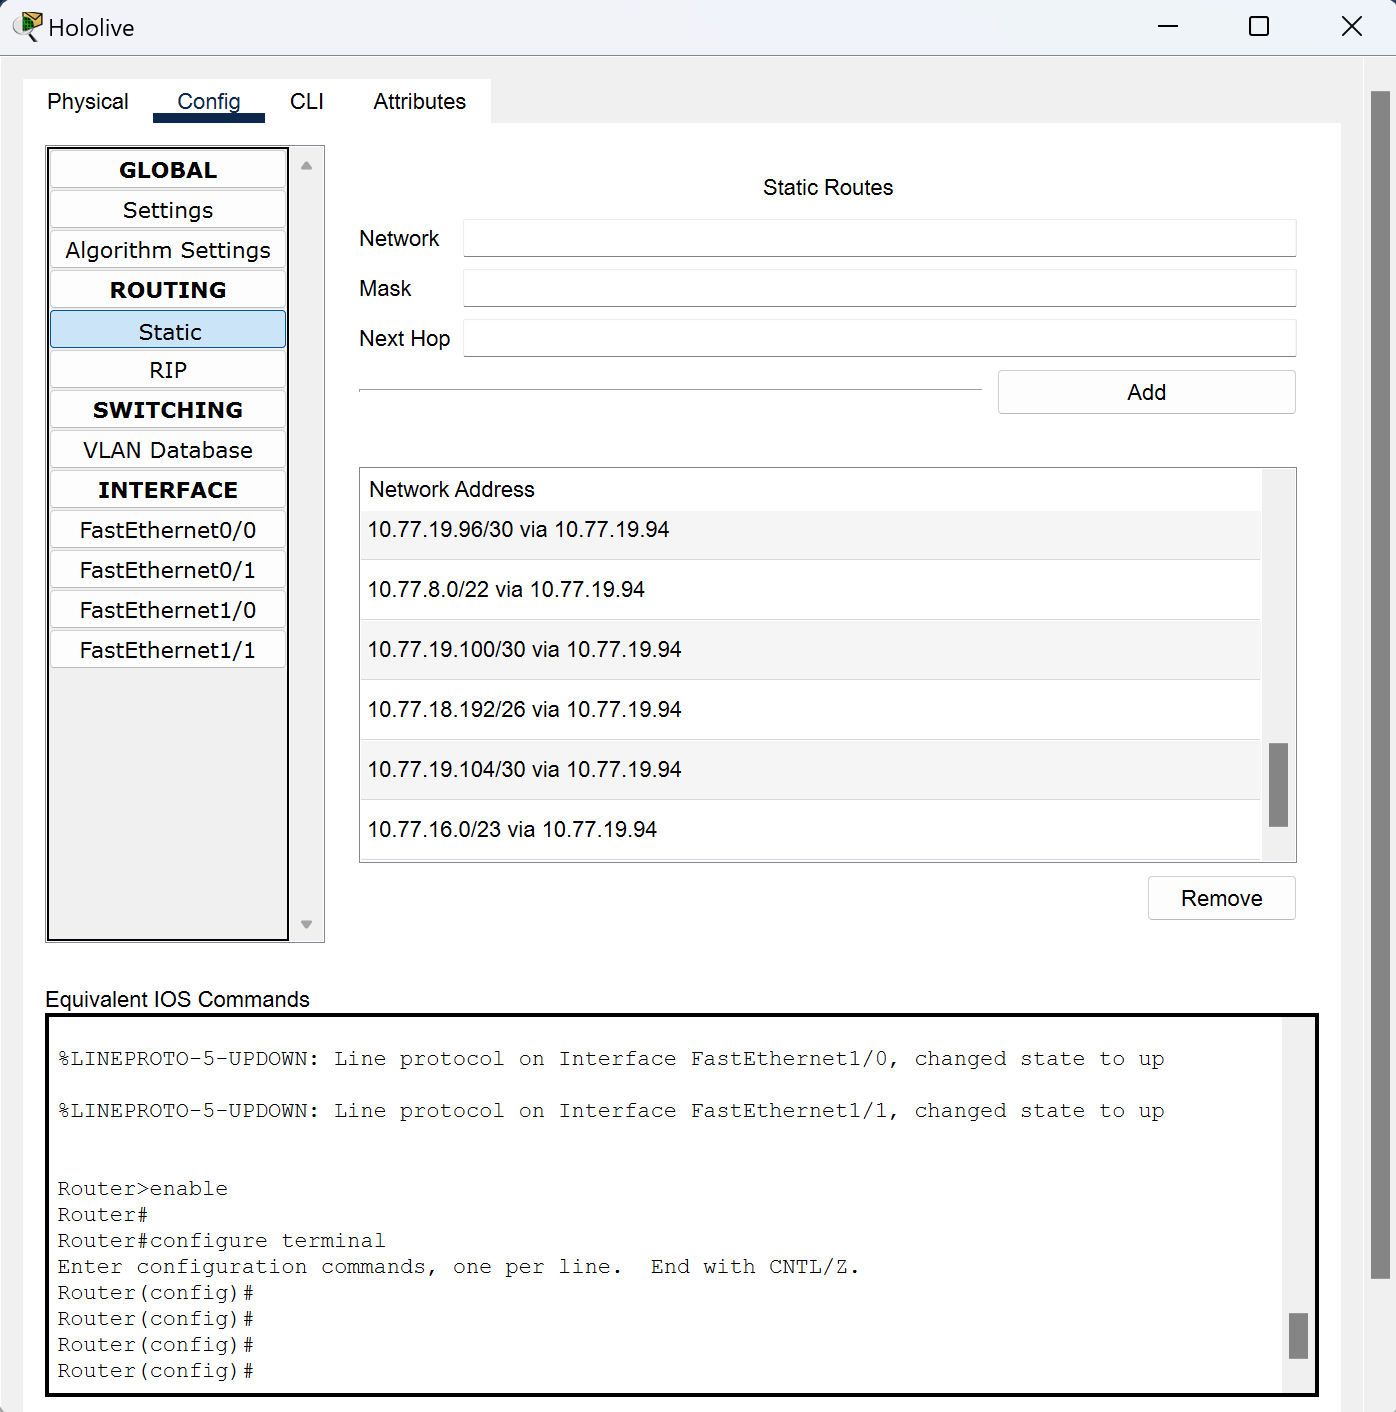 Hololive
Physical Config CLI Attributes
GLOBAL
Settings
Algorithm Settings
ROUTING
Static
RIP
SWITCHING
VLAN Database
INTERFACE
FastEthernet0/0
FastEthernet0/1
FastEthernet1/0
FastEthernet1/1
Static Routes
Network
Mask
Next Hop
Add
Network Address
10.77.19.96/30 via 10.77.19.94
10.77.8.0/22 via 10.77.19.94
10.77.19.100/30 via 10.77.19.94
10.77.18.192/26 via 10.77.19.94
10.77.19.104/30 via 10.77.19.94
10.77.16.0/23 via 10.77.19.94
Remove
Equivalent IOS Commands
%LINEPROTO-5-UPDOWN: Line protocol on Interface FastEthernet1/0, changed state to up
%LINEPROTO-5-UPDOWN: Line protocol on Interface FastEthernet1/1, changed state to up
Router>enable
Router#
Router#configure terminal
Enter configuration commands, one per line.  End with CNTL/Z.
Router(config)#
Router(config)#
Router(config)#
Router(config)#